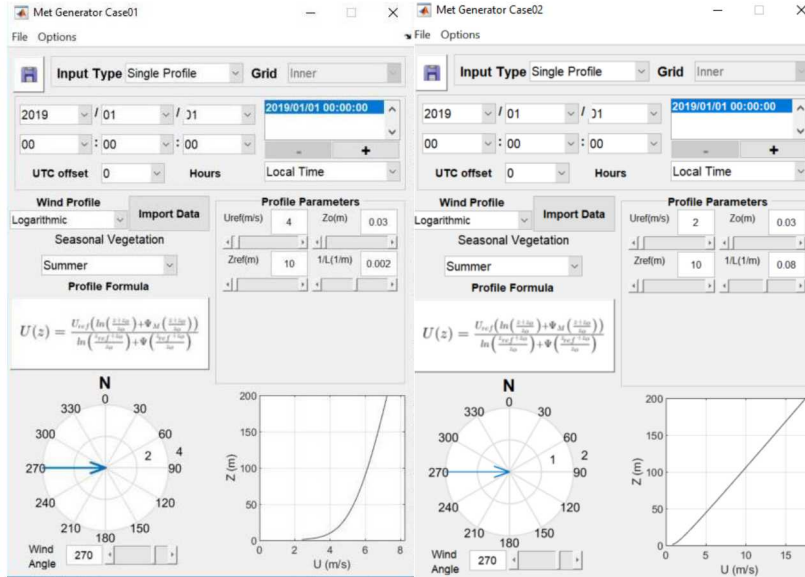 Met Generator Case01
File Options
Input Type Single Profile Grid Inner
2019 / 01 / 01
2019/01/01 00:00:00
00 : 00 : 00
- +
UTC offset 0 Hours Local Time
Wind Profile
Logarithmic
Import Data
Seasonal Vegetation
Summer
Profile Formula
Profile Parameters
Uref(m/s) 4 Zo(m) 0.03
Zref(m) 10 1/L(1/m) 0.002
N
0
330 30
300 60
270 2 4 90
240 120
210 150
180
Wind Angle 270
200
150
100
50
0
Z (m)
0 2 4 6 8
U (m/s)
Met Generator Case02
File Options
Input Type Single Profile Grid Inner
2019 / 01 / 01
2019/01/01 00:00:00
00 : 00 : 00
- +
UTC offset 0 Hours Local Time
Wind Profile
Logarithmic
Import Data
Seasonal Vegetation
Summer
Profile Formula
Profile Parameters
Uref(m/s) 2 Zo(m) 0.03
Zref(m) 10 1/L(1/m) 0.08
N
0
330 30
300 60
270 1 2 90
240 120
210 150
180
Wind Angle 270
200
150
100
50
0
Z (m)
0 5 10 15
U (m/s)